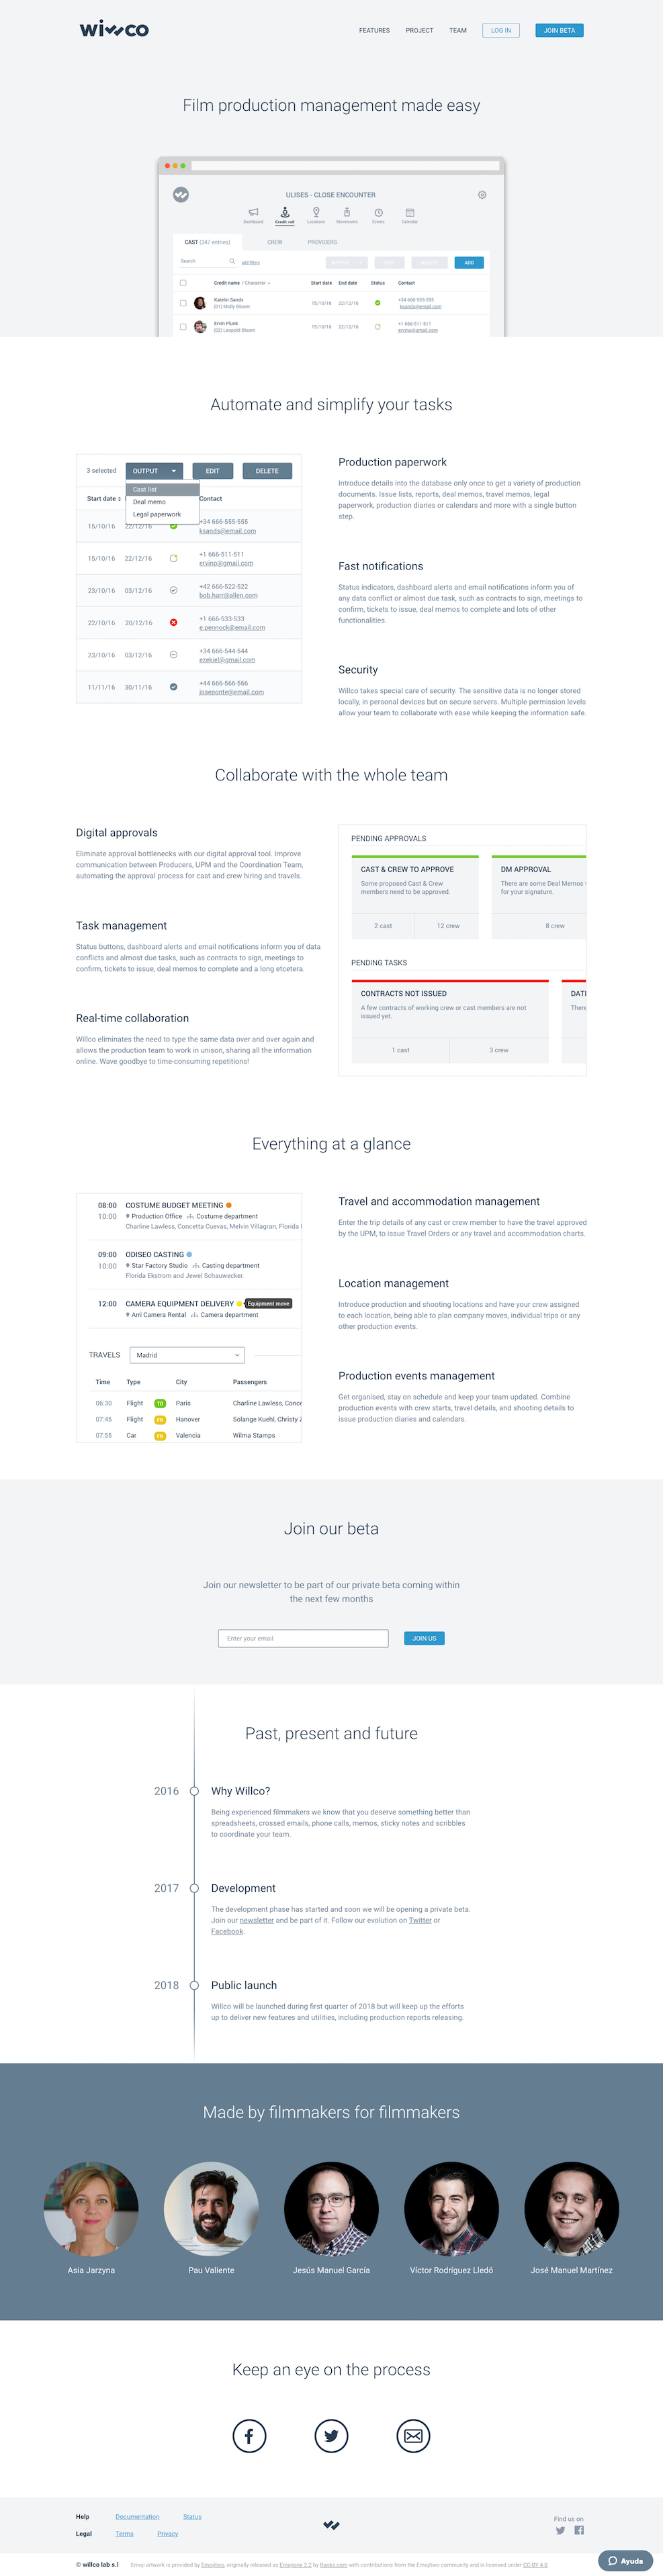 willco
FEATURES PROJECT TEAM LOG IN JOIN BETA
Film production management made easy
ULISES - CLOSE ENCOUNTER
Dashboard Credit roll Locations Movements Events Calendar
CAST (347 entries) CREW PROVIDERS
Search add filters ADD
Credit name / Character Start date End date Status Contact
Katelin Sands
(01) Molly Bloom
15/10/16 22/12/16
+34 666-555-555
ksands@email.com
Ervin Plunk
(02) Leopold Bloom
15/10/16 22/12/16
+1 666-511-511
ervinp@gmail.com
Automate and simplify your tasks
3 selected OUTPUT EDIT DELETE
Cast list
Deal memo
Legal paperwork
Start date Contact
15/10/16 22/12/16
+34 666-555-555
ksands@email.com
15/10/16 22/12/16
+1 666-511-511
ervinp@gmail.com
23/10/16 03/12/16
+42 666-522-522
bob.harr@allen.com
22/10/16 20/12/16
+1 666-533-533
e.pennock@email.com
23/10/16 03/12/16
+34 666-544-544
ezekiel@gmail.com
11/11/16 30/11/16
+44 666-566-566
joseponte@email.com
Production paperwork
Introduce details into the database only once to get a variety of production
documents. Issue lists, reports, deal memos, travel memos, legal
paperwork, production diaries or calendars and more with a single button
step.
Fast notifications
Status indicators, dashboard alerts and email notifications inform you of
any data conflict or almost due task, such as contracts to sign, meetings to
confirm, tickets to issue, deal memos to complete and lots of other
functionalities.
Security
Willco takes special care of security. The sensitive data is no longer stored
locally, in personal devices but on secure servers. Multiple permission levels
allow your team to collaborate with ease while keeping the information safe.
Collaborate with the whole team
Digital approvals
Eliminate approval bottlenecks with our digital approval tool. Improve
communication between Producers, UPM and the Coordination Team,
automating the approval process for cast and crew hiring and travels.
Task management
Status buttons, dashboard alerts and email notifications inform you of data
conflicts and almost due tasks, such as contracts to sign, meetings to
confirm, tickets to issue, deal memos to complete and a long etcetera.
Real-time collaboration
Willco eliminates the need to type the same data over and over again and
allows the production team to work in unison, sharing all the information
online. Wave goodbye to time-consuming repetitions!
PENDING APPROVALS
CAST & CREW TO APPROVE
Some proposed Cast & Crew
members need to be approved.
2 cast 12 crew
DM APPROVAL
There are some Deal Memos
for your signature.
8 crew
PENDING TASKS
CONTRACTS NOT ISSUED
A few contracts of working crew or cast members are not
issued yet.
1 cast 3 crew
DATI
There
Everything at a glance
08:00 COSTUME BUDGET MEETING
10:00 Production Office Costume department
Charline Lawless, Concetta Cuevas, Melvin Villagran, Florida
09:00 ODISEO CASTING
10:00 Star Factory Studio Casting department
Florida Ekstrom and Jewel Schauwecker.
12:00 CAMERA EQUIPMENT DELIVERY Equipment move
Arri Camera Rental Camera department
TRAVELS Madrid
Time Type City Passengers
06:30 Flight TO Paris Charline Lawless, Conce
07:45 Flight FR Hanover Solange Kuehl, Christy
07:55 Car FR Valencia Wilma Stamps
Travel and accommodation management
Enter the trip details of any cast or crew member to have the travel approved
by the UPM, to issue Travel Orders or any travel and accommodation charts.
Location management
Introduce production and shooting locations and have your crew assigned
to each location, being able to plan company moves, individual trips or any
other production events.
Production events management
Get organised, stay on schedule and keep your team updated. Combine
production events with crew starts, travel details, and shooting details to
issue production diaries and calendars.
Join our beta
Join our newsletter to be part of our private beta coming within
the next few months
Enter your email JOIN US
Past, present and future
2016 Why Willco?
Being experienced filmmakers we know that you deserve something better than
spreadsheets, crossed emails, phone calls, memos, sticky notes and scribbles
to coordinate your team.
2017 Development
The development phase has started and soon we will be opening a private beta.
Join our newsletter and be part of it. Follow our evolution on Twitter or
Facebook.
2018 Public launch
Willco will be launched during first quarter of 2018 but will keep up the efforts
up to deliver new features and utilities, including production reports releasing.
Made by filmmakers for filmmakers
Asia Jarzyna Pau Valiente Jesús Manuel García Víctor Rodríguez Lledó José Manuel Martínez
Keep an eye on the process
Help Documentation Status
Legal Terms Privacy
Find us on
© willco lab s.l Emoji artwork is provided by Emojitwo, originally released as Emojione 2.2 by Ranks.com with contributions from the Emojitwo community and is licensed under CC-BY 4.0
Ayuda